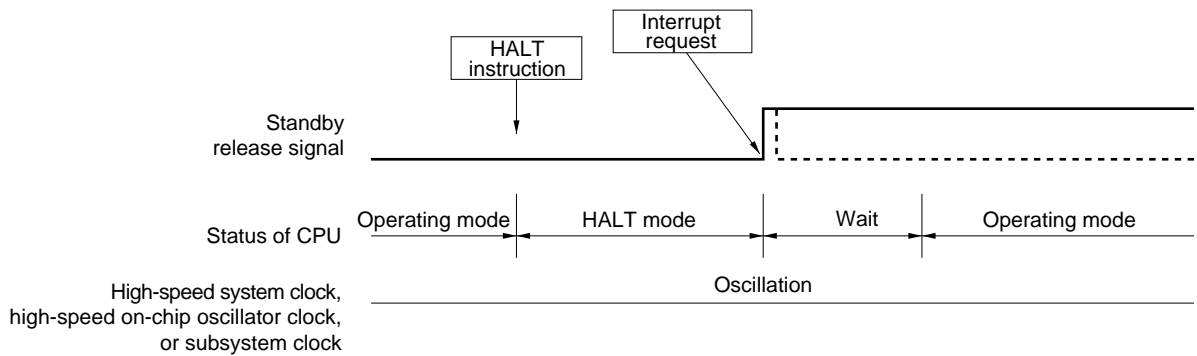 Interrupt
request
HALT
instruction
Standby
release signal
Status of CPU
Operating mode
HALT mode
Wait
Operating mode
High-speed system clock,
high-speed on-chip oscillator clock,
or subsystem clock
Oscillation